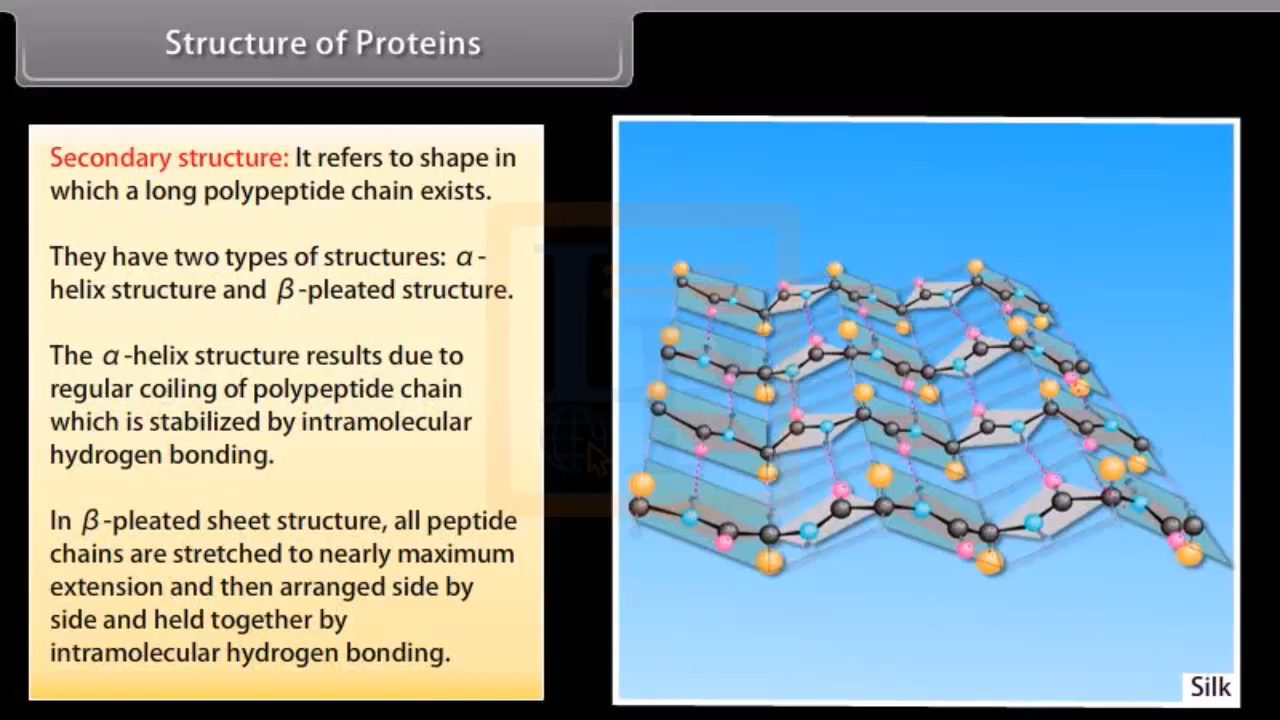 Structure of Proteins
Secondary structure: It refers to shape in
which a long polypeptide chain exists.
They have two types of structures: α-
helix structure and β-pleated structure.
The α-helix structure results due to
regular coiling of polypeptide chain
which is stabilized by intramolecular
hydrogen bonding.
In β-pleated sheet structure, all peptide
chains are stretched to nearly maximum
extension and then arranged side by
side and held together by
intramolecular hydrogen bonding.
Silk